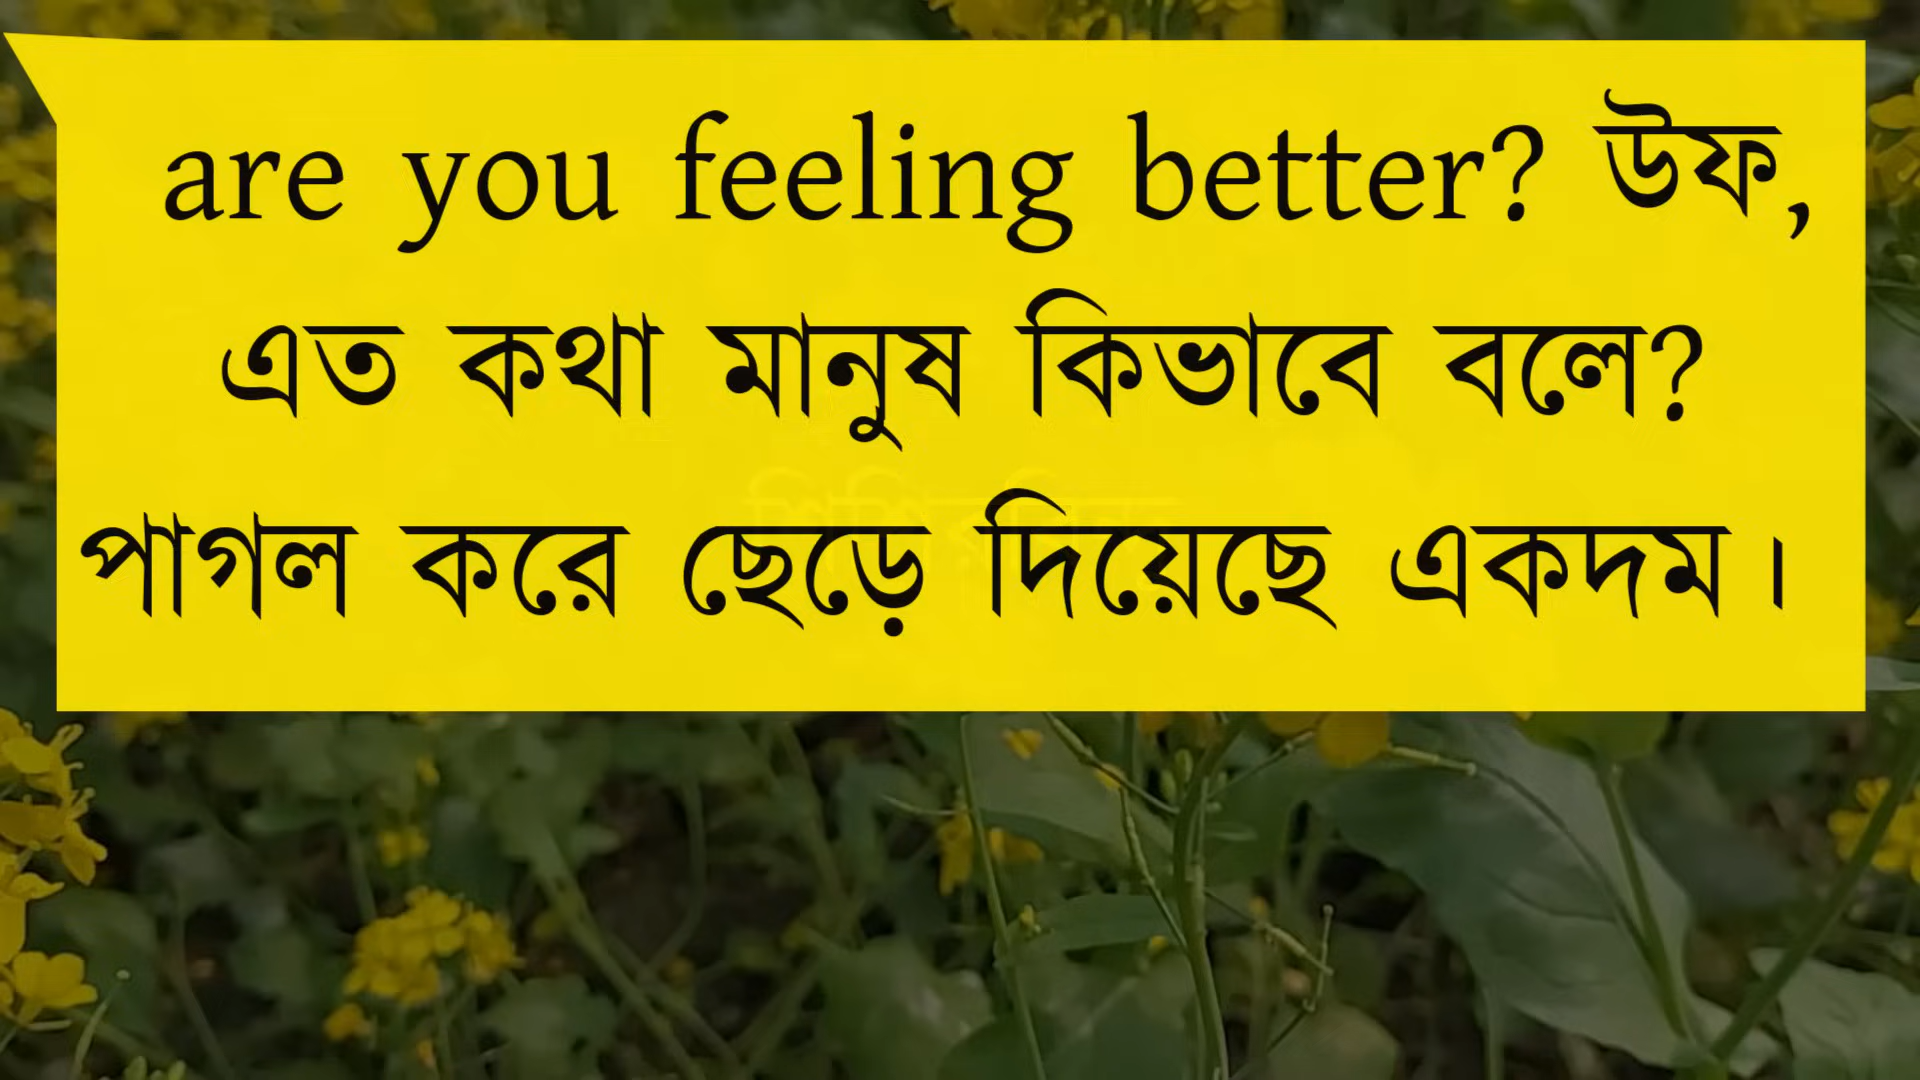 are you feeling better? উফ,
এত কথা মানুষ কিভাবে বলে?
পাগল করে ছেড়ে দিয়েছে একদম।